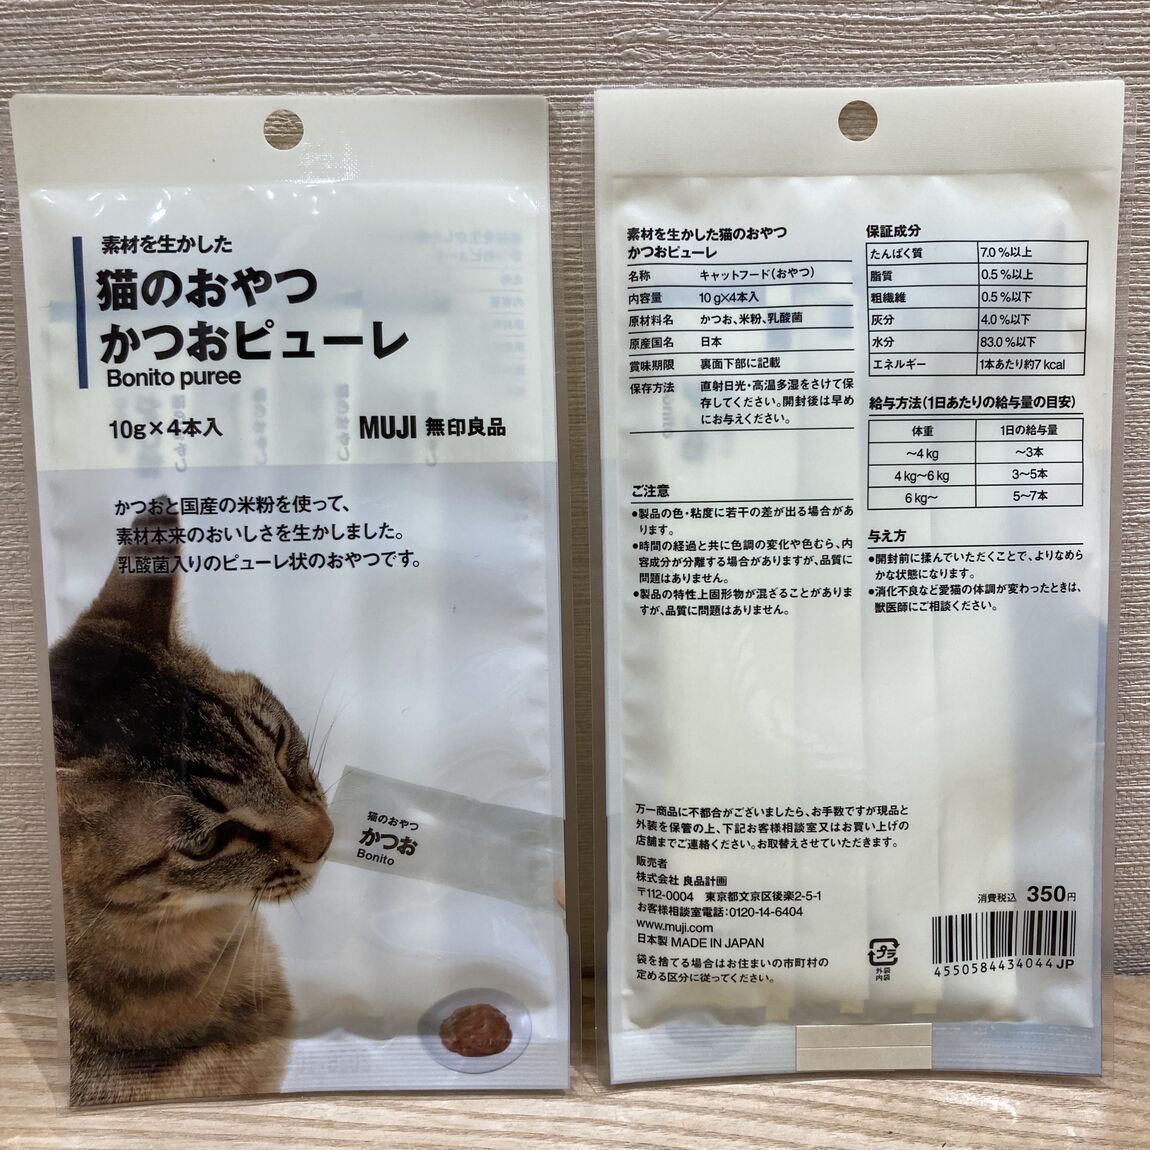 素材を生かした
猫のおやつ
かつおピューレ
Bonito puree
10g×4本入
MUJI 無印良品
かつおと国産の米粉を使って、
素材本来のおいしさを生かしました。
乳酸菌入りのピューレ状のおやつです。
猫のおやつ
かつお
Bonito
素材を生かした猫のおやつ
かつおピューレ
名称 キャットフード(おやつ)
内容量 10g×4本入
原材料名 かつお、米粉、乳酸菌
原産国名 日本
賞味期限 裏面下部に記載
保存方法 直射日光・高温多湿をさけて保
存してください。開封後は早め
にお与えください。
ご注意
●製品の色・粘度に若干の差が出る場合があ
ります。
●時間の経過と共に色調の変化や色むら、内
容成分が分離する場合がありますが、品質に
問題はありません。
●製品の特性上固形物が混ざることがありま
すが、品質に問題はありません。
保証成分
たんぱく質 7.0%以上
脂質 0.5%以上
粗繊維 0.5%以下
灰分 4.0%以下
水分 83.0%以下
エネルギー 1本あたり約7kcal
給与方法(1日あたりの給与量の目安)
体重 1日の給与量
～4kg ～3本
4kg～6kg 3～5本
6kg～ 5～7本
与え方
●開封前に揉んでいただくことで、よりなめら
かな状態になります。
●消化不良など愛猫の体調が変わったときは、
獣医師にご相談ください。
万一商品に不都合がございましたら、お手数ですが現品と
外装を保管の上、下記お客様相談室又はお買い上げの
店舗までご連絡ください。お取替えさせていただきます。
販売者
株式会社 良品計画
〒112-0004 東京都文京区後楽2-5-1
お客様相談室電話:0120-14-6404
www.muji.com
日本製 MADE IN JAPAN
袋を捨てる場合はお住まいの市町村の
定める区分に従ってください。
プラ
外袋
内袋
消費税込 350円
4550584434044 JP